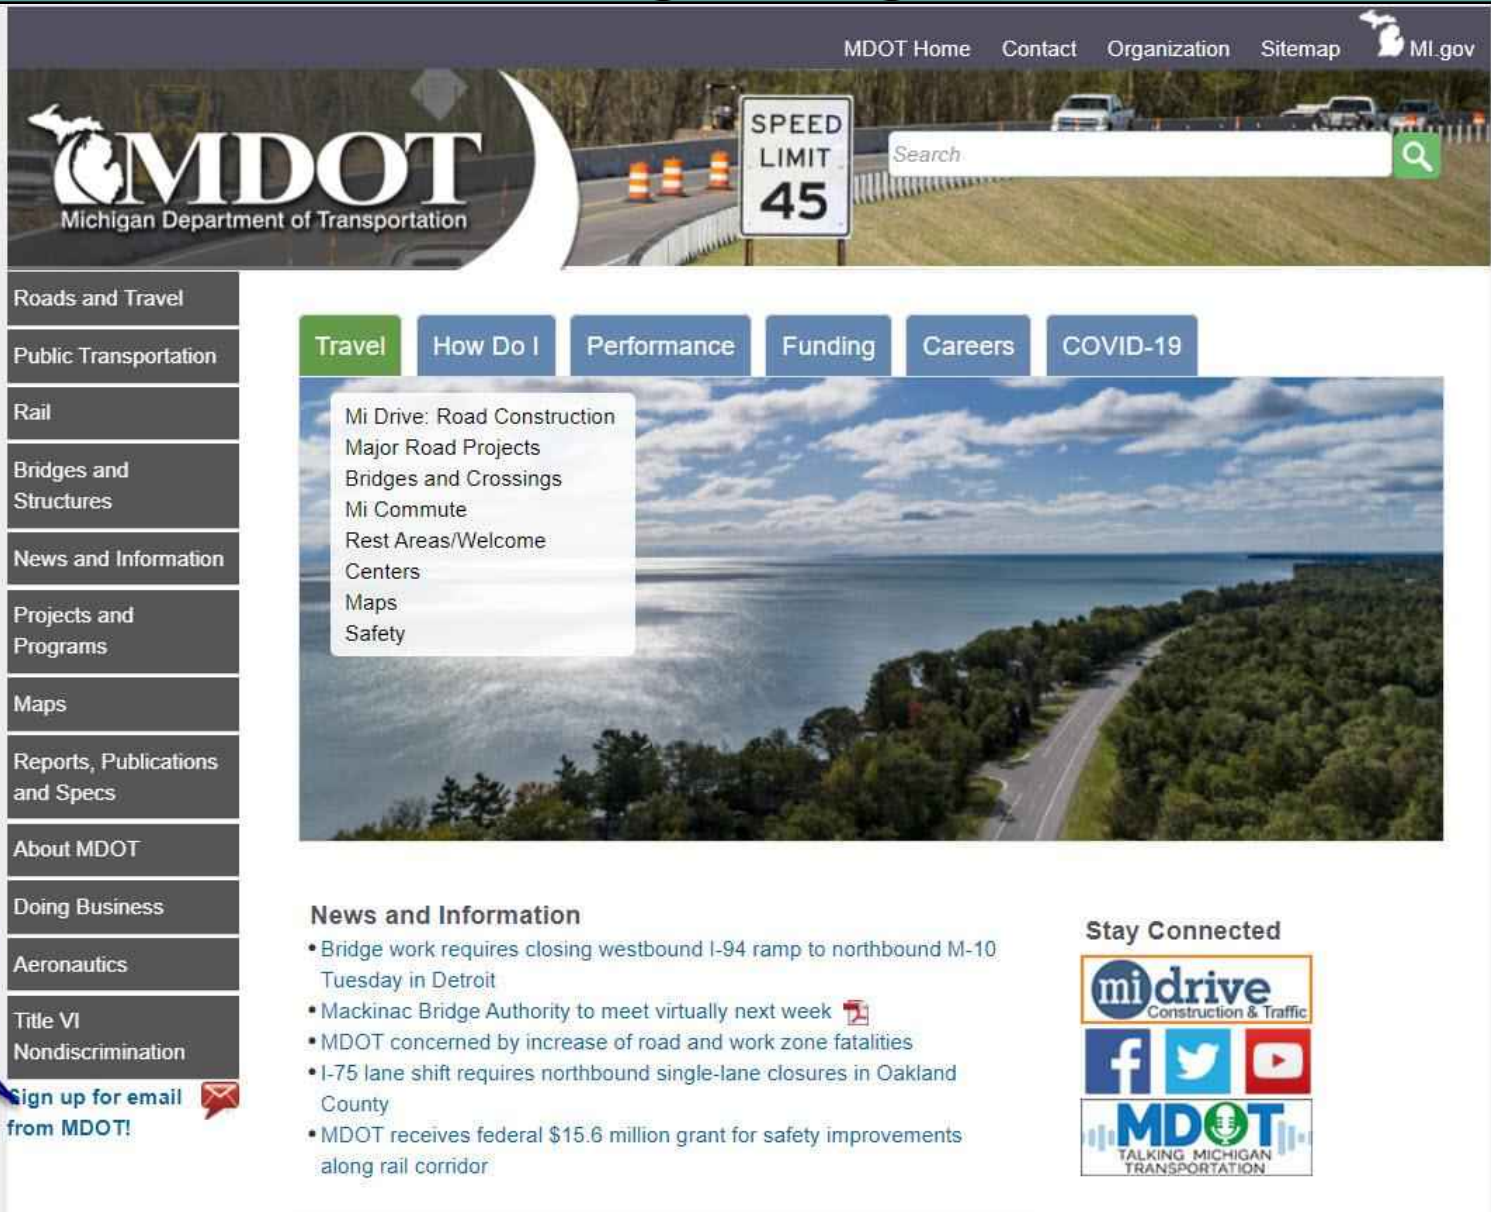 MDOT Home Contact Organization Sitemap MI.gov
MDOT
Michigan Department of Transportation
SPEED
LIMIT
45
Search
Roads and Travel
Public Transportation
Rail
Bridges and
Structures
News and Information
Projects and
Programs
Maps
Reports, Publications
and Specs
About MDOT
Doing Business
Aeronautics
Title VI
Nondiscrimination
Sign up for email
from MDOT!
Travel How Do I Performance Funding Careers COVID-19
Mi Drive: Road Construction
Major Road Projects
Bridges and Crossings
Mi Commute
Rest Areas/Welcome
Centers
Maps
Safety
News and Information
• Bridge work requires closing westbound I-94 ramp to northbound M-10
Tuesday in Detroit
• Mackinac Bridge Authority to meet virtually next week
• MDOT concerned by increase of road and work zone fatalities
• I-75 lane shift requires northbound single-lane closures in Oakland
County
• MDOT receives federal $15.6 million grant for safety improvements
along rail corridor
Stay Connected
mi drive
Construction & Traffic
MDOT
TALKING MICHIGAN
TRANSPORTATION